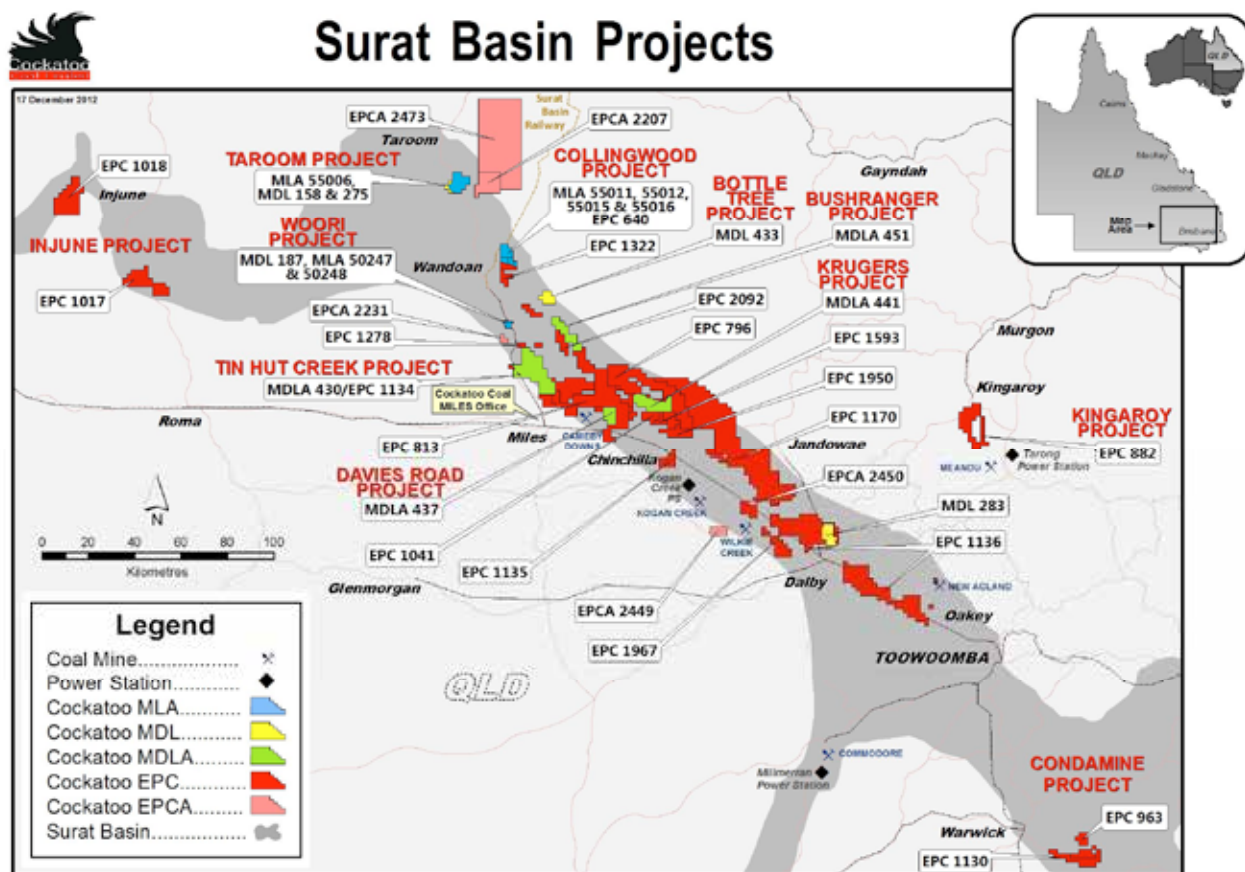 Surat Basin Projects
Cockatoo
17 December 2012
EPCA 2473
Taroom
Surat
Basin
Railway
EPCA 2207
TAROOM PROJECT
MLA 55006,
MDL 158 & 275
COLLINGWOOD
PROJECT
MLA 55011, 55012,
55015 & 55016
EPC 640
EPC 1322
BOTTLE
TREE
PROJECT
MDL 433
BUSHRANGER
PROJECT
MDLA 451
Gayndah
EPC 1018
Injune
INJUNE PROJECT
EPC 1017
WOORI
PROJECT
MDL 187, MLA 50247
& 50248
Wandoan
KRUGERS
PROJECT
MDLA 441
EPCA 2231
EPC 1278
EPC 2092
EPC 796
EPC 1593
EPC 1950
EPC 1170
Murgon
Kingaroy
KINGAROY
PROJECT
EPC 882
Tarong
Power Station
MEANDU
TIN HUT CREEK PROJECT
MDLA 430/EPC 1134
Cockatoo Coal
MILES Office
Roma
Miles
EPC 813
CAMEBY
DOWNS
Chinchilla
Jandowae
DAVIES ROAD
PROJECT
MDLA 437
Kogan
Creek
PS
KOGAN CREEK
EPCA 2450
MDL 283
EPC 1136
EPC 1041
EPC 1135
WILKIE
CREEK
Dalby
Glenmorgan
EPCA 2449
EPC 1967
NEW ACLAND
Oakey
TOOWOOMBA
N
0 20 40 60 80 100
Kilometres
QLD
COMMODORE
Millmerran
Power Station
CONDAMINE
PROJECT
EPC 963
Warwick
EPC 1130
Legend
Coal Mine
Power Station
Cockatoo MLA
Cockatoo MDL
Cockatoo MDLA
Cockatoo EPC
Cockatoo EPCA
Surat Basin
QLD
Cairns
Mackay
QLD
Gladstone
Map
Area
Brisbane